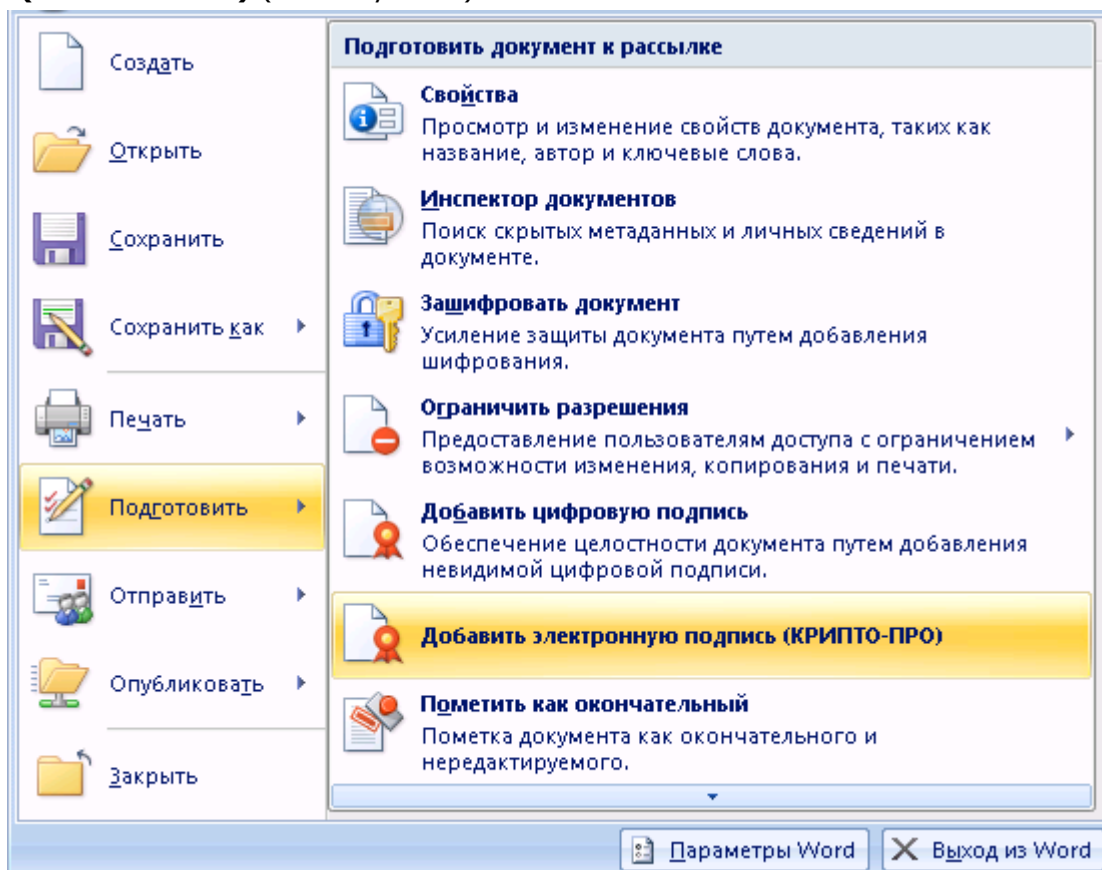 Создать
Открыть
Сохранить
Сохранить как
Печать
Подготовить
Отправить
Опубликовать
Закрыть
Подготовить документ к рассылке
Свойства
Просмотр и изменение свойств документа, таких как
название, автор и ключевые слова.
Инспектор документов
Поиск скрытых метаданных и личных сведений в
документе.
Зашифровать документ
Усиление защиты документа путем добавления
шифрования.
Ограничить разрешения
Предоставление пользователям доступа с ограничением
возможности изменения, копирования и печати.
Добавить цифровую подпись
Обеспечение целостности документа путем добавления
невидимой цифровой подписи.
Добавить электронную подпись (КРИПТО-ПРО)
Пометить как окончательный
Пометка документа как окончательного и
нередактируемого.
Параметры Word
Выход из Word